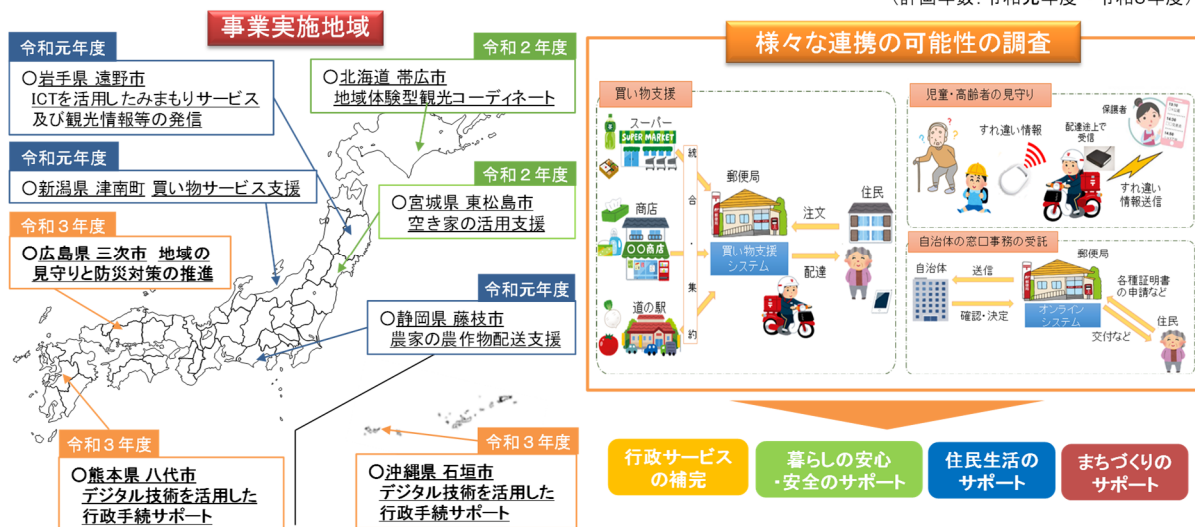 事業実施地域
令和元年度
○岩手県 遠野市
ICTを活用したみまもりサービス
及び観光情報等の発信
令和２年度
○北海道 帯広市
地域体験型観光コーディネート
令和元年度
○新潟県 津南町 買い物サービス支援
令和２年度
○宮城県 東松島市
空き家の活用支援
令和３年度
○広島県 三次市 地域の
見守りと防災対策の推進
令和元年度
○静岡県 藤枝市
農家の農作物配送支援
令和３年度
○熊本県 八代市
デジタル技術を活用した
行政手続サポート
令和３年度
○沖縄県 石垣市
デジタル技術を活用した
行政手続サポート
様々な連携の可能性の調査
買い物支援
スーパー
SUPER MARKET
商店
〇〇商店
道の駅
統合・集約
郵便局
買い物支援
システム
注文
配達
住民
児童・高齢者の見守り
すれ違い情報
配達途上で
受信
保護者
すれ違い
情報送信
自治体の窓口事務の受託
自治体
送信
確認・決定
郵便局
オンライン
システム
各種証明書
の申請など
交付など
住民
行政サービス
の補完
暮らしの安心
・安全のサポート
住民生活の
サポート
まちづくりの
サポート